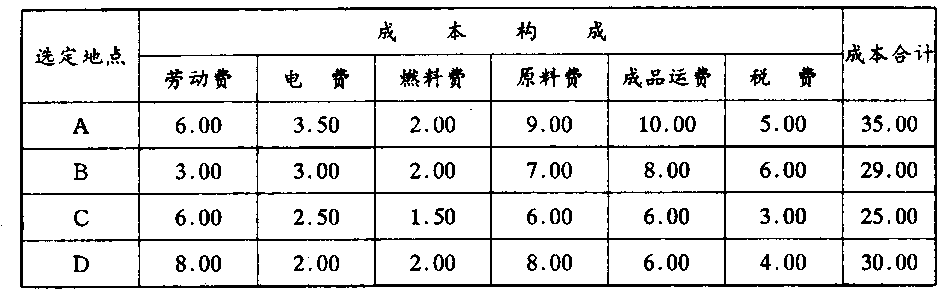 选定地点 成本构成 成本合计
劳动费 电费 燃料费 原料费 成品运费 税费
A 6.00 3.50 2.00 9.00 10.00 5.00 35.00
B 3.00 3.00 2.00 7.00 8.00 6.00 29.00
C 6.00 2.50 1.50 6.00 6.00 3.00 25.00
D 8.00 2.00 2.00 8.00 6.00 4.00 30.00